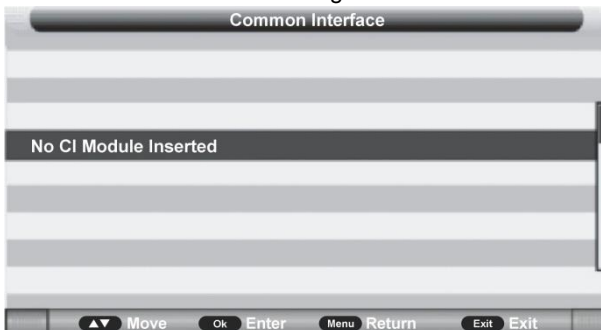 Common Interface
No CI Module Inserted
▲▼ Move Ok Enter Menu Return Exit Exit